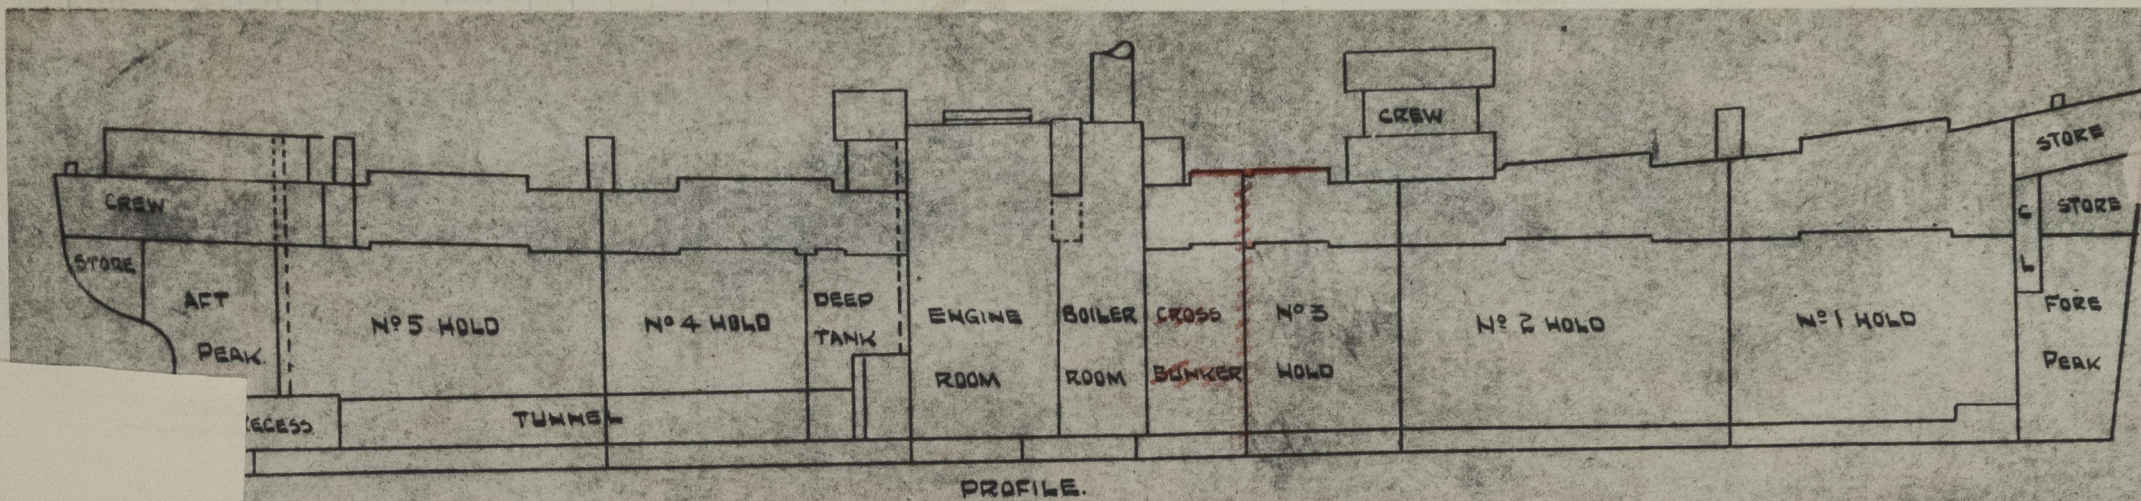 CREW
STORE
AFT
PEAK
ECESS
Nº 5 HOLD
TUNNEL
Nº 4 HOLD
DEEP
TANK
ENGINE
ROOM
BOILER
ROOM
CROSS
BUNKER
Nº 3
HOLD
CREW
Nº 2 HOLD
Nº 1 HOLD
STORE
STORE
C
L
FORE
PEAK
PROFILE.